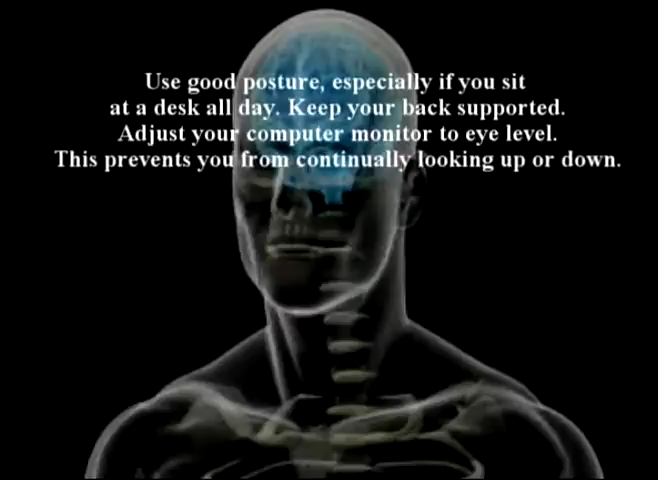 Use good posture, especially if you sit
at a desk all day. Keep your back supported.
Adjust your computer monitor to eye level.
This prevents you from continually looking up or down.